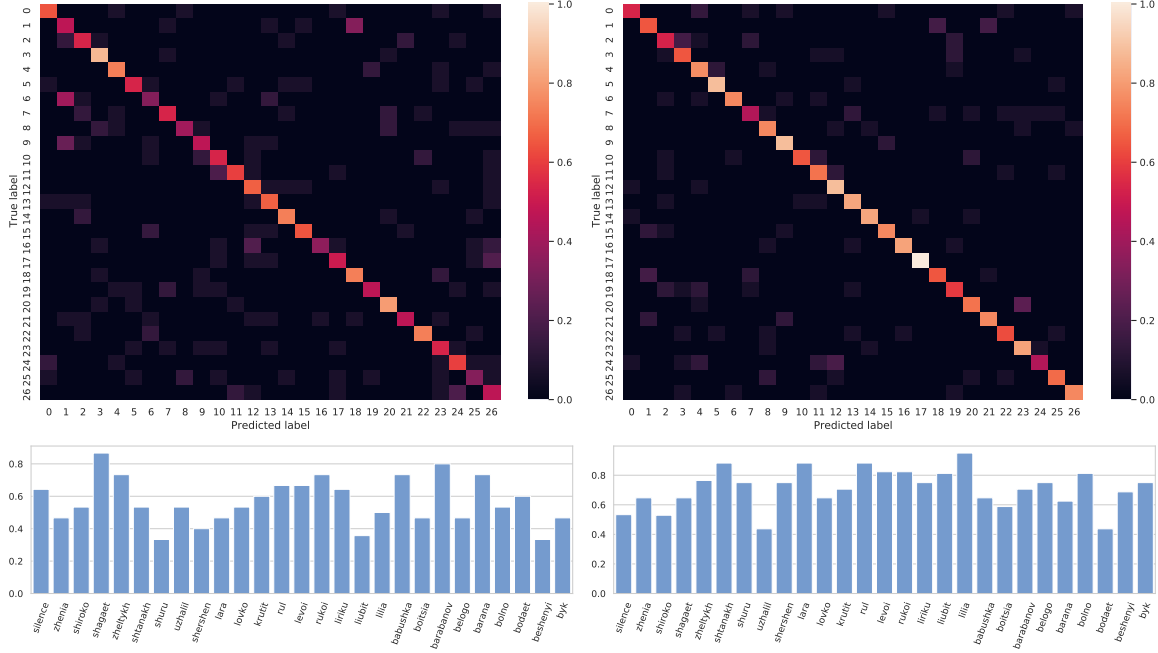 0 1 2 3 4 5 6 7 8 9 10 11 12 13 14 15 16 17 18 19 20 21 22 23 24 25 26
True label
0 1 2 3 4 5 6 7 8 9 10 11 12 13 14 15 16 17 18 19 20 21 22 23 24 25 26
Predicted label
1.0
0.8
0.6
0.4
0.2
0.0
0 1 2 3 4 5 6 7 8 9 10 11 12 13 14 15 16 17 18 19 20 21 22 23 24 25 26
True label
0 1 2 3 4 5 6 7 8 9 10 11 12 13 14 15 16 17 18 19 20 21 22 23 24 25 26
Predicted label
1.0
0.8
0.6
0.4
0.2
0.0
0.8
0.6
0.4
0.2
0.0
silence zhenia shiroko shagaet zheltykh shtanakh shuru uzhalil shershen lara lovko krutit rul levoi rukoi liriku liubit lilia babushka boitsia barabanov belogo barana bolno bodaet beshenyi byk
0.8
0.6
0.4
0.2
0.0
silence zhenia shiroko shagaet zheltykh shtanakh shuru uzhalil shershen lara lovko krutit rul levoi rukoi liriku liubit lilia babushka boitsia barabanov belogo barana bolno bodaet beshenyi byk